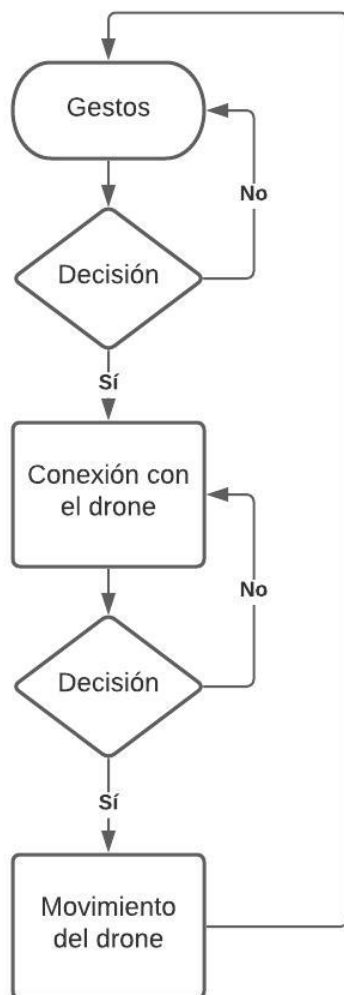 Gestos
No
Decisión
Sí
Conexión con
el drone
No
Decisión
Sí
Movimiento
del drone